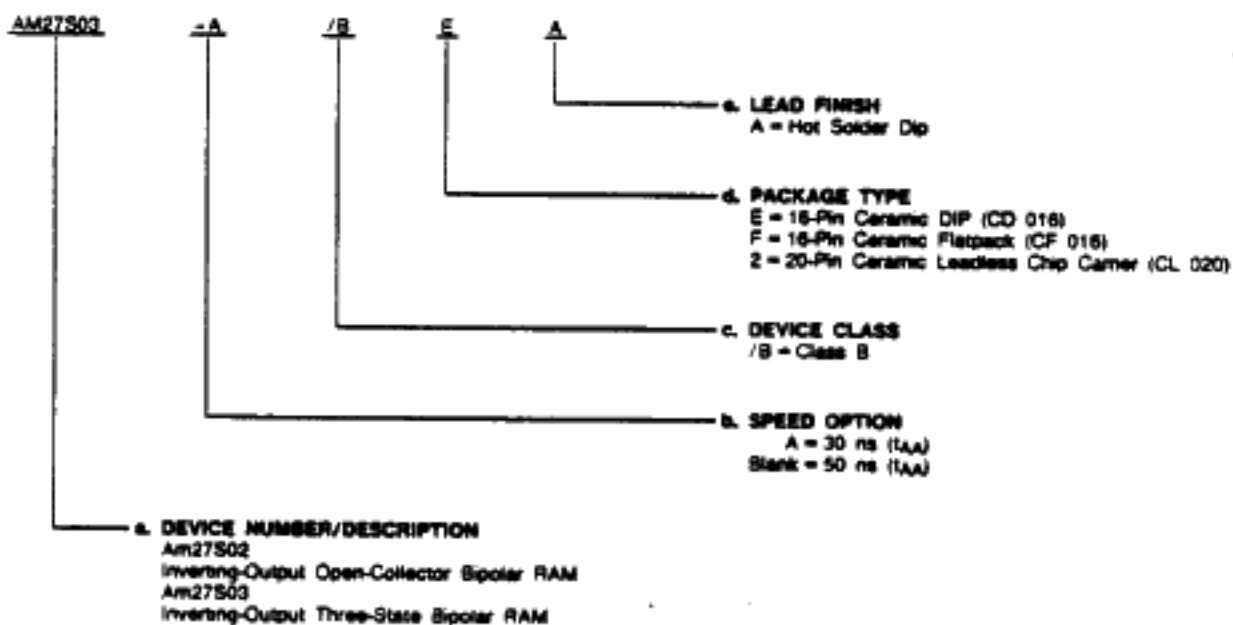 AM27S03 -A /B E A
e. LEAD FINISH
A = Hot Solder Dip
d. PACKAGE TYPE
E = 16-Pin Ceramic DIP (CD 016)
F = 16-Pin Ceramic Flatpack (CF 016)
2 = 20-Pin Ceramic Leadless Chip Carrier (CL 020)
c. DEVICE CLASS
/B = Class B
b. SPEED OPTION
A = 30 ns (tAA)
Blank = 50 ns (tAA)
a. DEVICE NUMBER/DESCRIPTION
Am27S02
Inverting-Output Open-Collector Bipolar RAM
Am27S03
Inverting-Output Three-State Bipolar RAM